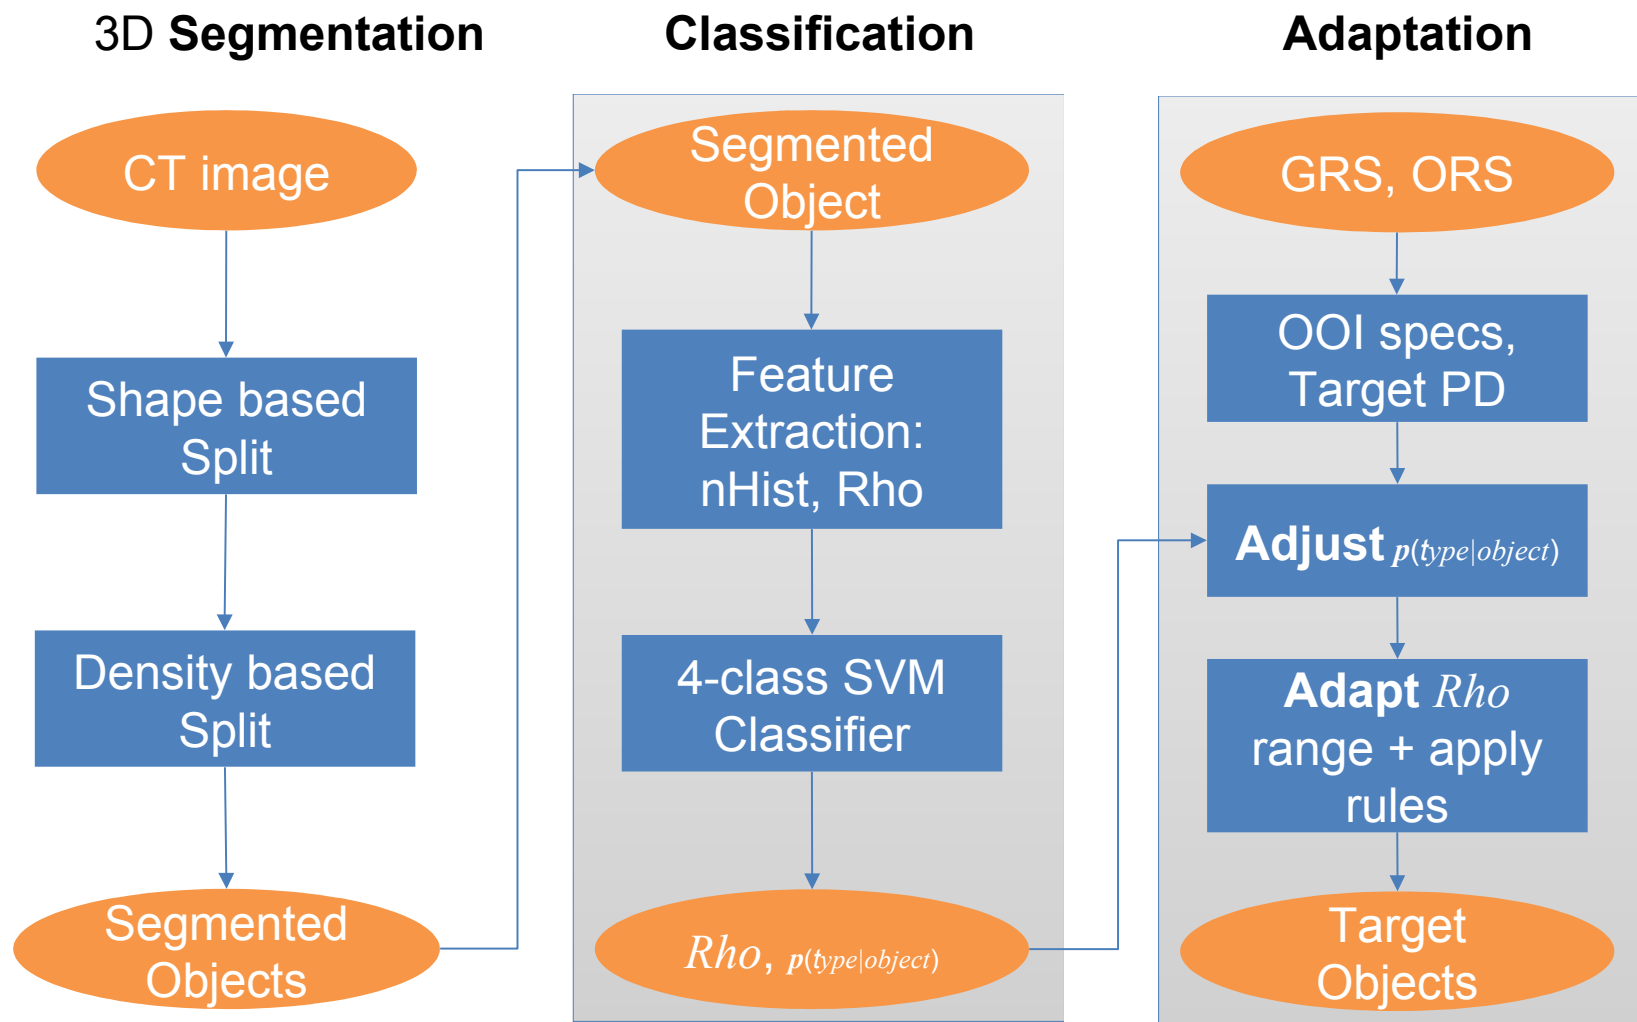 3D Segmentation
CT image
Shape based
Split
Density based
Split
Segmented
Objects
Classification
Segmented
Object
Feature
Extraction:
nHist, Rho
4-class SVM
Classifier
Rho, p(type|object)
Adaptation
GRS, ORS
OOI specs,
Target PD
Adjust p(type|object)
Adapt Rho
range + apply
rules
Target
Objects